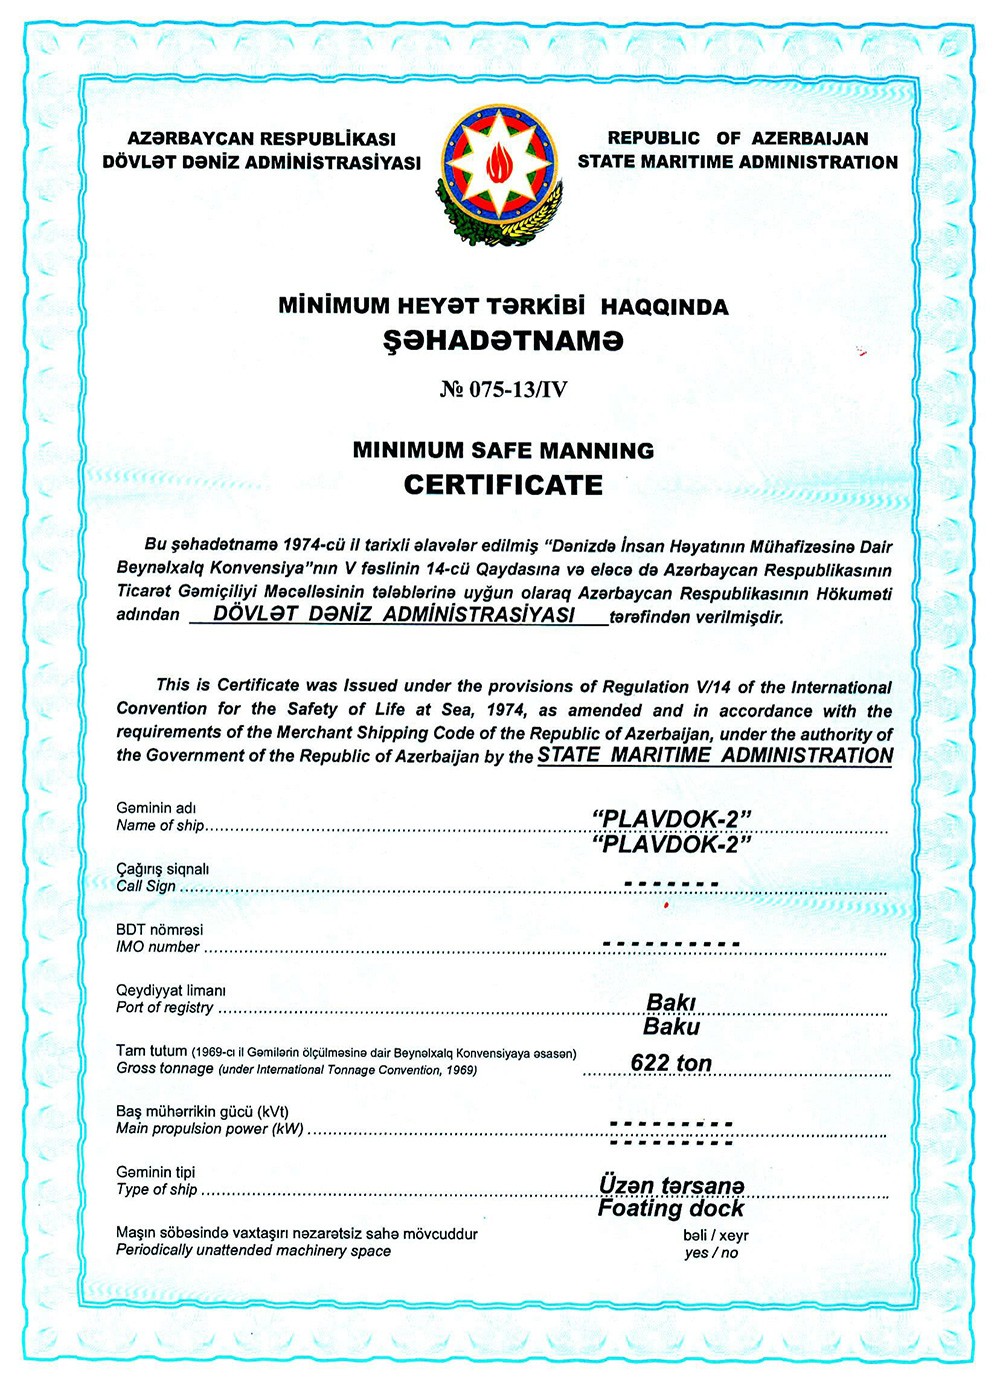 AZƏRBAYCAN RESPUBLİKASI
DÖVLƏT DƏNİZ ADMİNİSTRASİYASI
REPUBLIC OF AZERBAIJAN
STATE MARITIME ADMINISTRATION
MİNİMUM HEYƏT TƏRKİBİ HAQQINDA
ŞƏHADƏTNAMƏ
№ 075-13/IV
MINIMUM SAFE MANNING
CERTIFICATE
Bu şəhadətnamə 1974-cü il tarixli əlavələr edilmiş “Dənizdə İnsan Həyatının Mühafizəsinə Dair
Beynəlxalq Konvensiya”nın V fəslinin 14-cü Qaydasına və eləcə də Azərbaycan Respublikasının
Ticarət Gəmiçiliyi Məcəlləsinin tələblərinə uyğun olaraq Azərbaycan Respublikasının Hökuməti
adından DÖVLƏT DƏNİZ ADMİNİSTRASİYASI tərəfindən verilmişdir.
This is Certificate was Issued under the provisions of Regulation V/14 of the International
Convention for the Safety of Life at Sea, 1974, as amended and in accordance with the
requirements of the Merchant Shipping Code of the Republic of Azerbaijan, under the authority of
the Government of the Republic of Azerbaijan by the STATE MARITIME ADMINISTRATION
Gəminin adı
Name of ship “PLAVDOK-2”
“PLAVDOK-2”
Çağırış siqnalı
Call Sign -------
BDT nömrəsi
IMO number ----------
Qeydiyyat limanı
Port of registry Bakı
Baku
Tam tutum (1969-cı il Gəmilərin ölçülməsinə dair Beynəlxalq Konvensiyaya əsasən)
Gross tonnage (under International Tonnage Convention, 1969) 622 ton
Baş mühərrikin gücü (kVt)
Main propulsion power (kW) ---------
---------
Gəminin tipi
Type of ship Üzən tərsanə
Foating dock
Maşın söbəsində vaxtaşırı nəzarətsiz sahə mövcuddur bəli / xeyr
Periodically unattended machinery space yes / no